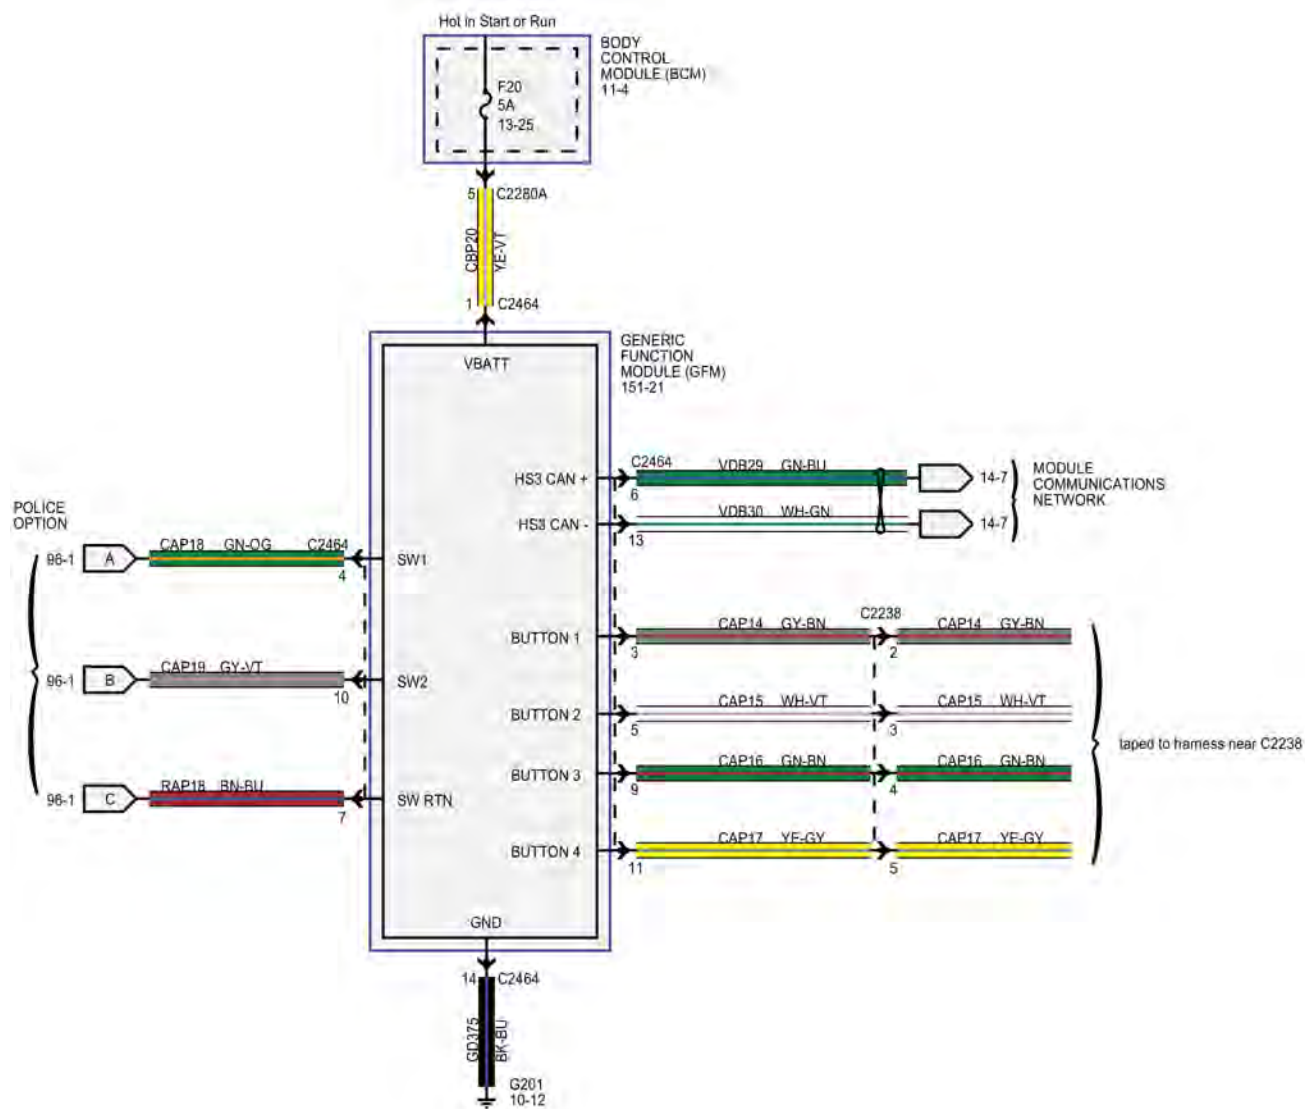 Hot in Start or Run
BODY
CONTROL
MODULE (BCM)
11-4
F20
5A
13-25
5 C2280A
CBP20
YE-VT
1 C2464
GENERIC
FUNCTION
MODULE (GFM)
151-21
VBATT
HS3 CAN +
C2464
6
VDB29 GN-BU
14-7
MODULE
COMMUNICATIONS
NETWORK
HS3 CAN -
13
VDB30 WH-GN
14-7
POLICE
OPTION
96-1 A CAP18 GN-OG C2464
4
SW1
96-1 B CAP19 GY-VT
10
SW2
96-1 C RAP18 BN-BU
7
SW RTN
C2238
BUTTON 1
3
CAP14 GY-BN
2
CAP14 GY-BN
BUTTON 2
5
CAP15 WH-VT
3
CAP15 WH-VT
taped to harness near C2238
BUTTON 3
9
CAP16 GN-BN
4
CAP16 GN-BN
BUTTON 4
11
CAP17 YE-GY
5
CAP17 YE-GY
GND
14 C2464
GD375
BK-BU
G201
10-12